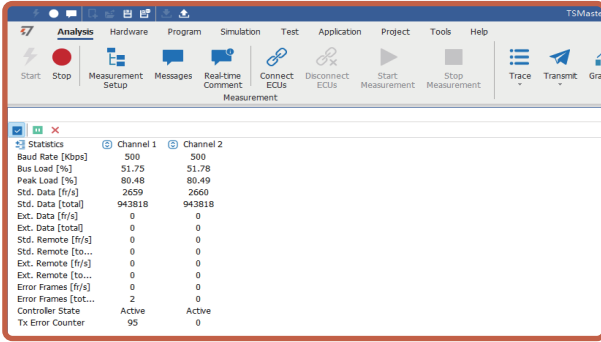 TSMaste
Analysis Hardware Program Simulation Test Application Project Tools Help
Start Stop Measurement Setup Messages Real-time Comment Connect ECUs Disconnect ECUs Start Measurement Stop Measurement Trace Transmit Gra
Measurement
Statistics Channel 1 Channel 2
Baud Rate [Kbps] 500 500
Bus Load [%] 51.75 51.78
Peak Load [%] 80.48 80.49
Std. Data [fr/s] 2659 2660
Std. Data [total] 943818 943818
Ext. Data [fr/s] 0 0
Ext. Data [total] 0 0
Std. Remote [fr/s] 0 0
Std. Remote [to... 0 0
Ext. Remote [fr/s] 0 0
Ext. Remote [to... 0 0
Error Frames [fr/s] 0 0
Error Frames [tot... 2 0
Controller State Active Active
Tx Error Counter 95 0